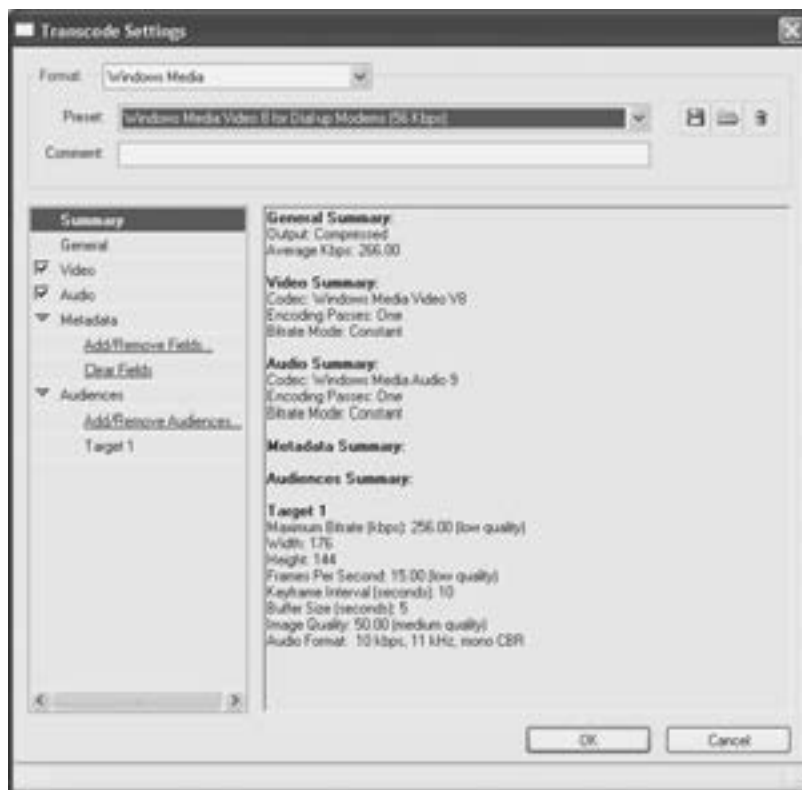 Transcode Settings
Format: Windows Media
Preset: Windows Media Video 8 for Dial-up Modems (56 Kbps)
Comment:
Summary
General
Video
Audio
Metadata
Add/Remove Fields...
Clear Fields
Audiences
Add/Remove Audiences...
Target 1
General Summary:
Output: Compressed
Average Kbps: 266.00
Video Summary:
Codec: Windows Media Video V8
Encoding Passes: One
Bitrate Mode: Constant
Audio Summary:
Codec: Windows Media Audio 9
Encoding Passes: One
Bitrate Mode: Constant
Metadata Summary:
Audiences Summary:
Target 1
Maximum Bitrate (kbps): 256.00 (low quality)
Width: 176
Height: 144
Frames Per Second: 15.00 (low quality)
Keyframe Interval (seconds): 10
Buffer Size (seconds): 5
Image Quality: 50.00 (medium quality)
Audio Format: 10 kbps, 11 kHz, mono CBR
OK
Cancel